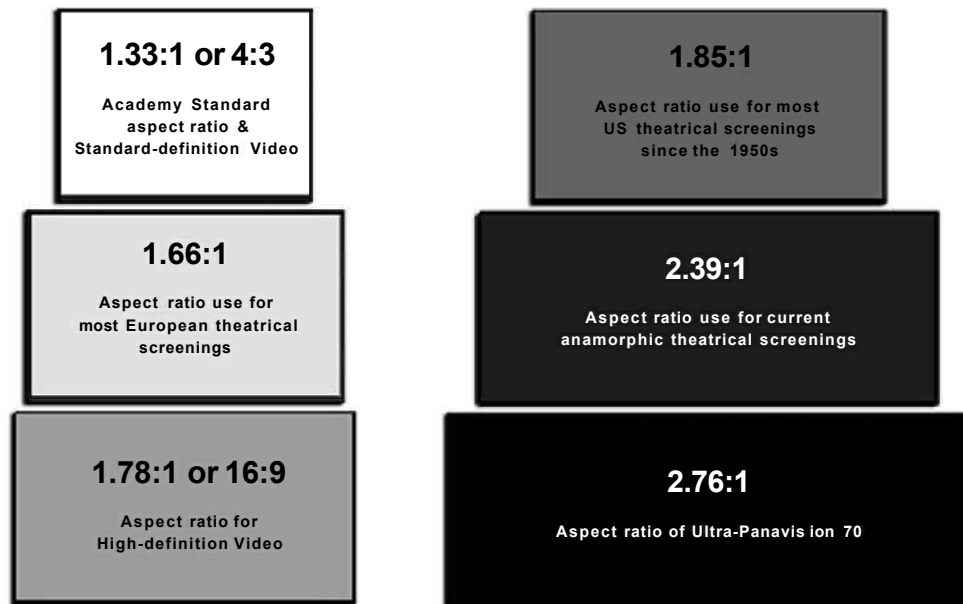 1.33:1 or 4:3
Academy Standard
aspect ratio &
Standard-definition Video
1.66:1
Aspect ratio use for
most European theatrical
screenings
1.78:1 or 16:9
Aspect ratio for
High-definition Video
1.85:1
Aspect ratio use for most
US theatrical screenings
since the 1950s
2.39:1
Aspect ratio use for current
anamorphic theatrical screenings
2.76:1
Aspect ratio of Ultra-Panavis ion 70